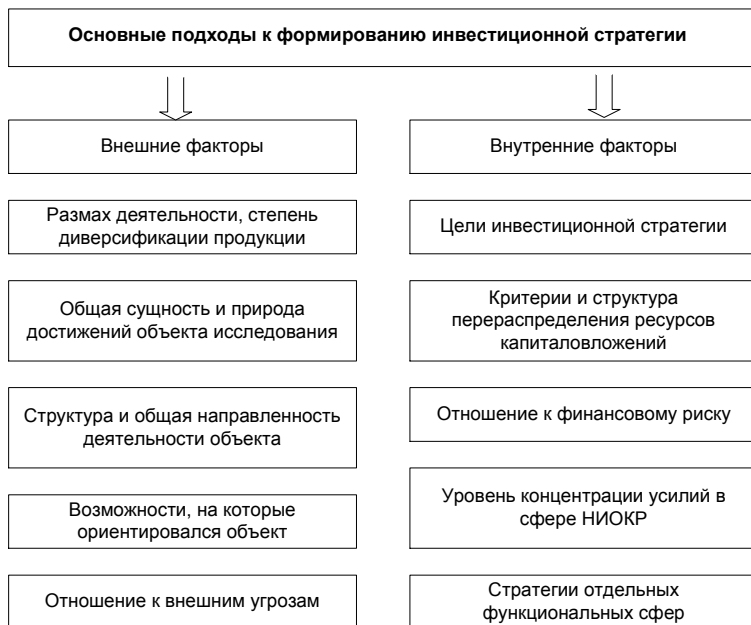 Основные подходы к формированию инвестиционной стратегии
Внешние факторы
Размах деятельности, степень
диверсификации продукции
Общая сущность и природа
достижений объекта исследования
Структура и общая направленность
деятельности объекта
Возможности, на которые
ориентировался объект
Отношение к внешним угрозам
Внутренние факторы
Цели инвестиционной стратегии
Критерии и структура
перераспределения ресурсов
капиталовложений
Отношение к финансовому риску
Уровень концентрации усилий в
сфере НИОКР
Стратегии отдельных
функциональных сфер